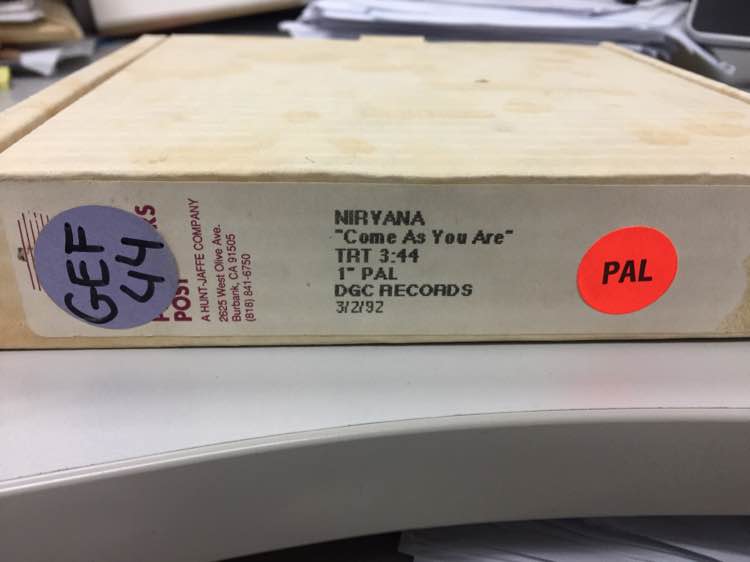 GEF
44
POST
A HUNT-JAFFE COMPANY
2625 West Olive Ave.
Burbank, CA 91505
(818) 841-6750
NIRVANA
"Come As You Are"
TRT 3:44
1" PAL
DGC RECORDS
3/2/92
PAL